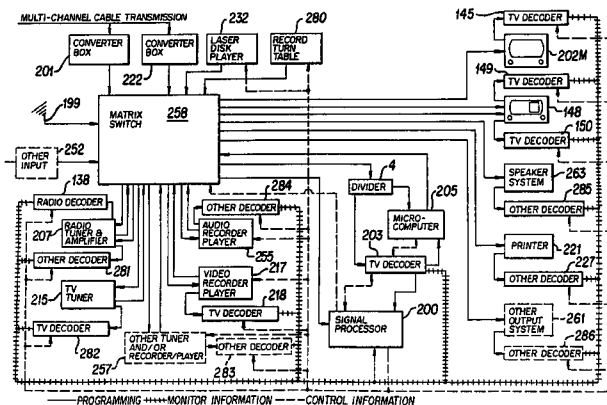 MULTI-CHANNEL CABLE TRANSMISSION
232
280
145
CONVERTER
BOX
CONVERTER
BOX
LASER
DISK
PLAYER
RECORD
TURN
TABLE
TV DECODER
201
222
202M
149
TV DECODER
199
MATRIX
SWITCH
258
148
OTHER
INPUT
252
TV DECODER
150
138
RADIO DECODER
284
OTHER DECODER
4
DIVIDER
205
SPEAKER
SYSTEM
263
285
OTHER DECODER
207
RADIO
TUNER &
AMPLIFIER
AUDIO
RECORDER
PLAYER
255
MICRO-
COMPUTER
203
TV DECODER
OTHER DECODER
281
PRINTER
221
215
TV
TUNER
VIDEO
RECORDER
PLAYER
217
227
OTHER DECODER
TV DECODER
218
SIGNAL
PROCESSOR
200
TV DECODER
282
OTHER TUNER
AND/OR
RECORDER/PLAYER
257
OTHER DECODER
283
OTHER
OUTPUT
SYSTEM
261
286
OTHER DECODER
PROGRAMMING
MONITOR INFORMATION
CONTROL INFORMATION